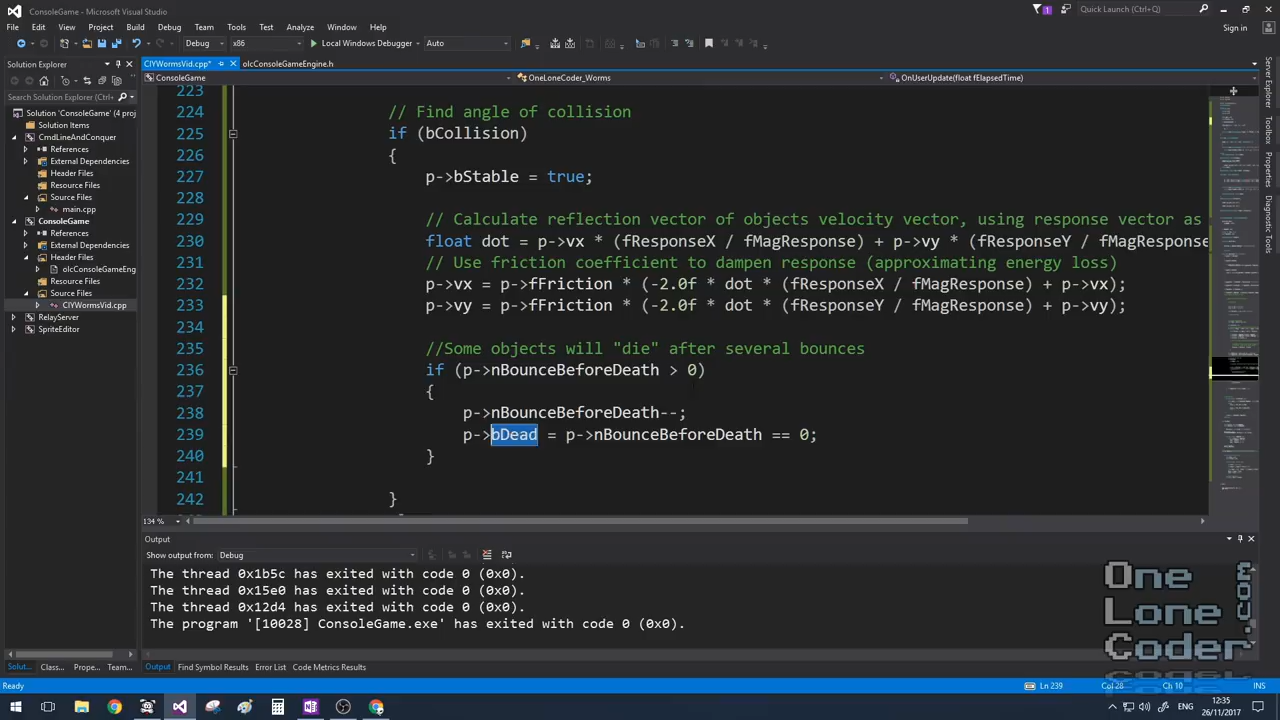 ConsoleGame - Microsoft Visual Studio
1
Quick Launch (Ctrl+Q)
File Edit View Project Build Debug Team Tools Test Analyze Window Help
Sign in
Debug x86 Local Windows Debugger Auto
Solution Explorer
CIYWormsVid.cpp* olcConsoleGameEngine.h
ConsoleGame OneLoneCoder_Worms OnUserUpdate(float fElapsedTime)
Search Solution Explorer (Ctrl+
Solution 'ConsoleGame' (4 proj
Solution Items
CmdLineAndConquer
References
External Dependencies
Header Files
Resource Files
Source Files
main.cpp
ConsoleGame
References
External Dependencies
Header Files
olcConsoleGameEng
Resource Files
Source Files
CIYWormsVid.cpp
RelayServer
SpriteEditor
Server Explorer
Toolbox
Properties
Diagnostic Tools
223
224 // Find angle of collision
225 if (bCollision)
226 {
227 p->bStable = true;
228
229 // Calculate reflection vector of objects velocity vector, using response vector as
230 float dot = p->vx * (fResponseX / fMagResponse) + p->vy * (fResponseY / fMagResponse
231 // Use friction coefficient to dampen response (approximating energy loss)
232 p->vx = p->fFriction * (-2.0f * dot * (fResponseX / fMagResponse) + p->vx);
233 p->vy = p->fFriction * (-2.0f * dot * (fResponseY / fMagResponse) + p->vy);
234
235 //Some objects will "die" after several bounces
236 if (p->nBounceBeforeDeath > 0)
237 {
238 p->nBounceBeforeDeath--;
239 p->bDead = p->nBounceBeforeDeath == 0;
240 }
241
242 }
134 %
Output
Show output from: Debug
The thread 0x1b5c has exited with code 0 (0x0).
The thread 0x15e0 has exited with code 0 (0x0).
The thread 0x12d4 has exited with code 0 (0x0).
The program '[10028] ConsoleGame.exe' has exited with code 0 (0x0).
One
Lone
Coder
.com
Solut... Class... Prope... Team...
Output Find Symbol Results Error List Code Metrics Results
Ready Ln 239 Col 28 Ch 10 INS
ENG
12:35
26/11/2017